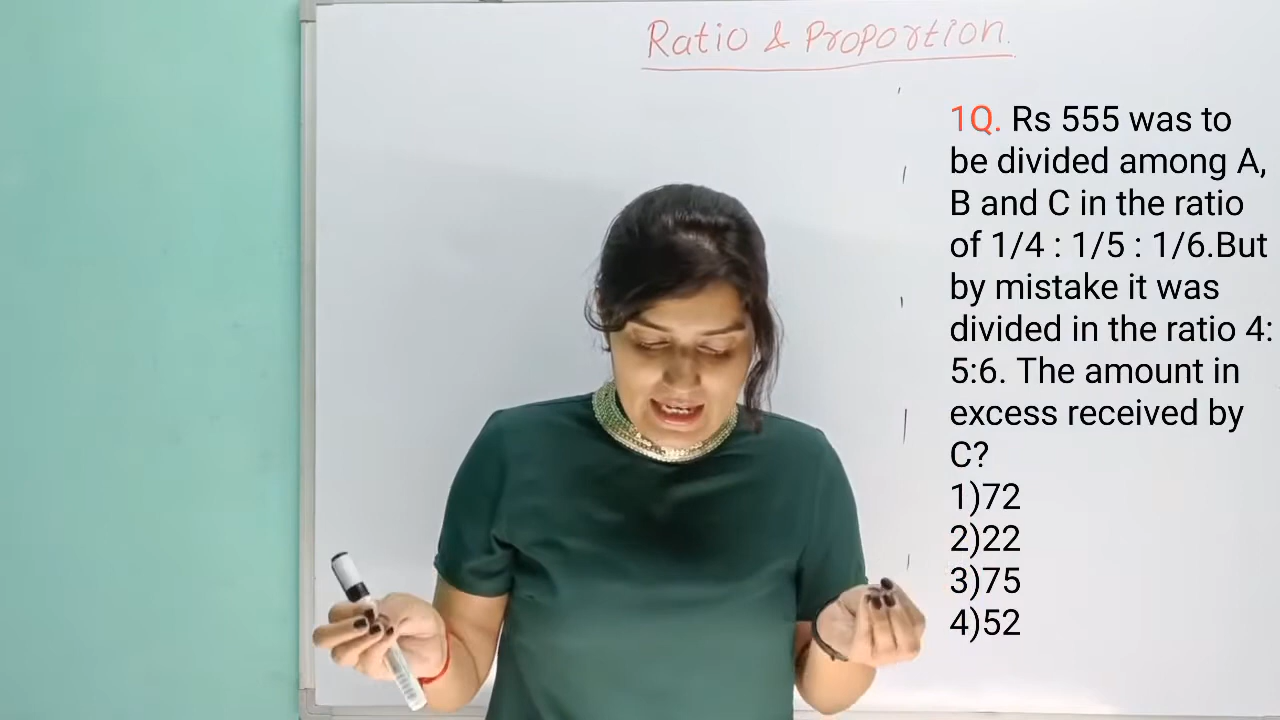 Ratio & Proportion.
1Q. Rs 555 was to
be divided among A,
B and C in the ratio
of 1/4 : 1/5 : 1/6.But
by mistake it was
divided in the ratio 4:
5:6. The amount in
excess received by
C?
1)72
2)22
3)75
4)52